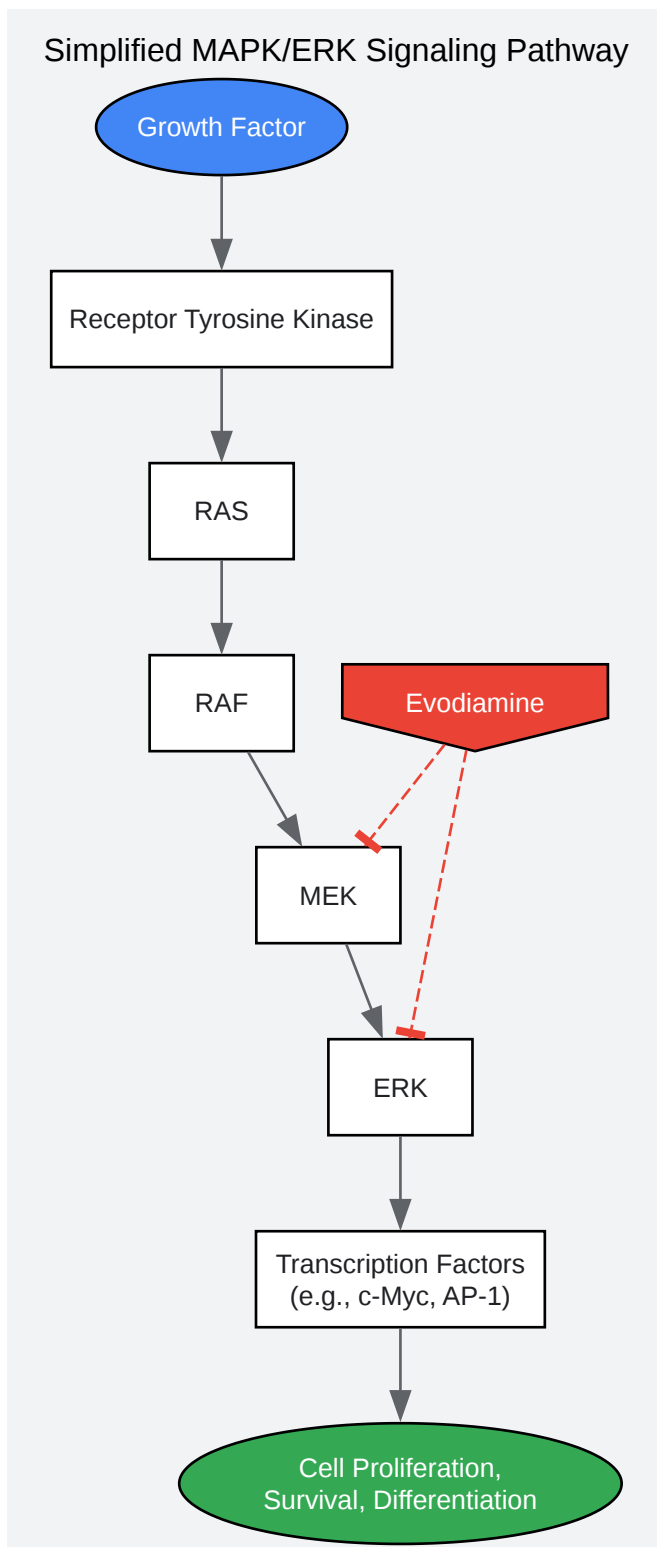 Simplified MAPK/ERK Signaling Pathway
Growth Factor
Receptor Tyrosine Kinase
RAS
RAF
Evodiamine
MEK
ERK
Transcription Factors
(e.g., c-Myc, AP-1)
Cell Proliferation,
Survival, Differentiation